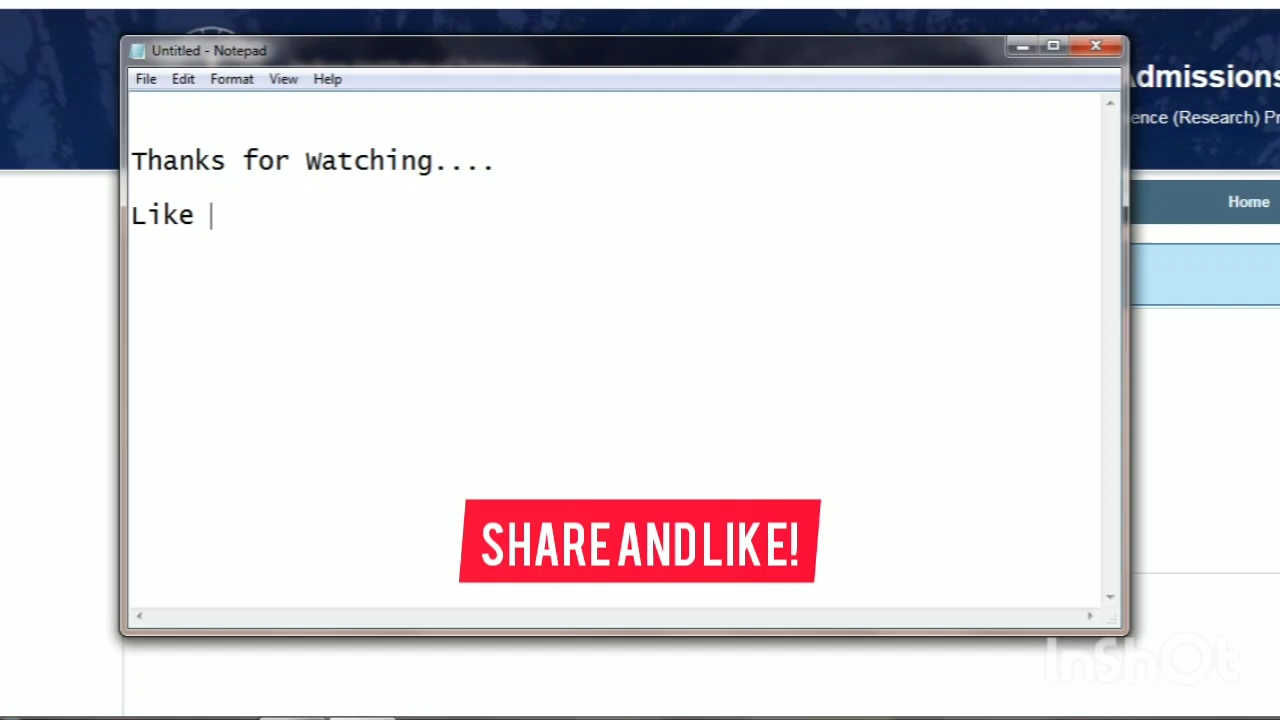 Untitled - Notepad
File Edit Format View Help
Admissions
ence (Research) Pr
Home
Thanks for Watching....
Like
SHARE AND LIKE!
InShOt